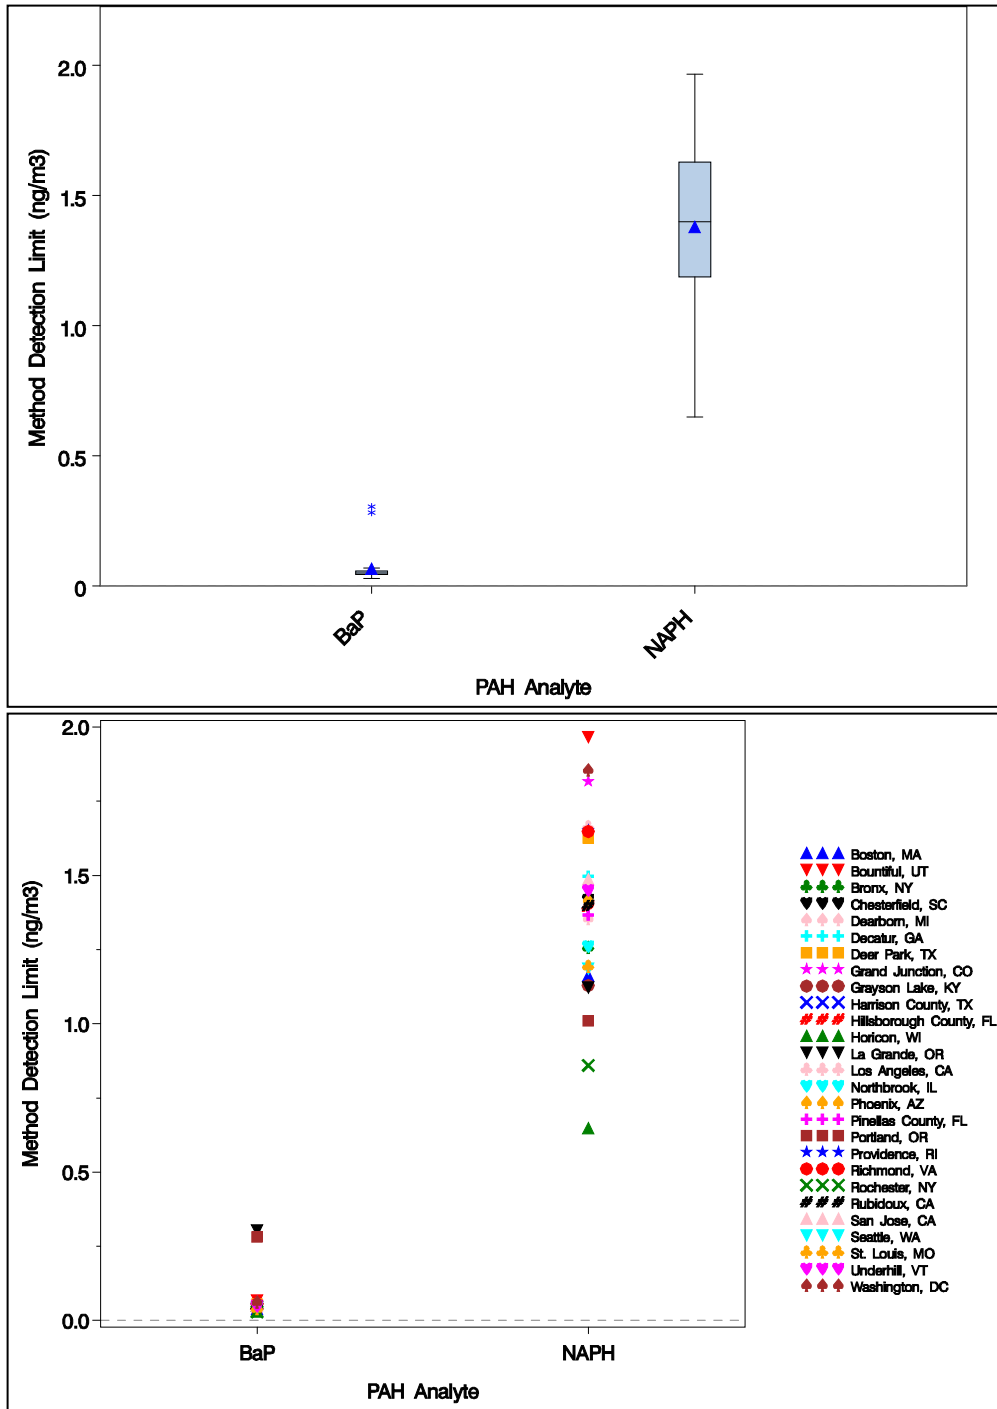 2.0
1.5
1.0
0.5
0
Method Detection Limit (ng/m3)
BaP
NAPH
PAH Analyte
2.0
1.5
1.0
0.5
0.0
Method Detection Limit (ng/m3)
BaP
NAPH
PAH Analyte
Boston, MA
Bountiful, UT
Bronx, NY
Chesterfield, SC
Dearborn, MI
Decatur, GA
Deer Park, TX
Grand Junction, CO
Grayson Lake, KY
Harrison County, TX
Hillsborough County, FL
Horicon, WI
La Grande, OR
Los Angeles, CA
Northbrook, IL
Phoenix, AZ
Pinellas County, FL
Portland, OR
Providence, RI
Richmond, VA
Rochester, NY
Rubidoux, CA
San Jose, CA
Seattle, WA
St. Louis, MO
Underhill, VT
Washington, DC